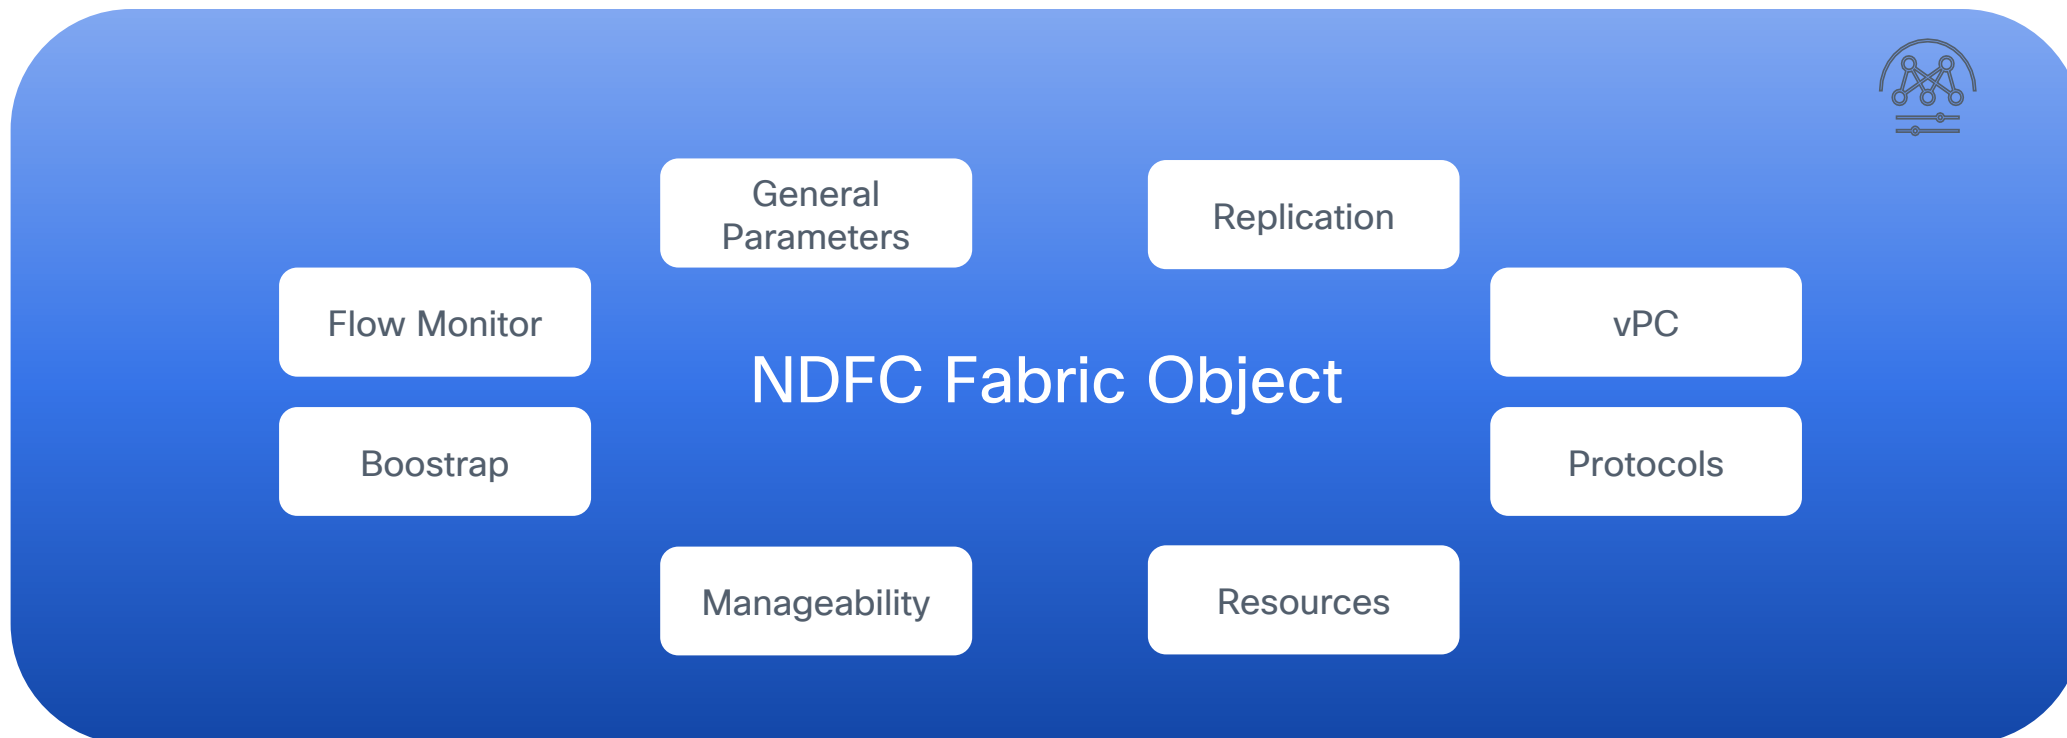 General
Parameters
Replication
Flow Monitor
vPC
NDFC Fabric Object
Boostrap
Protocols
Manageability
Resources